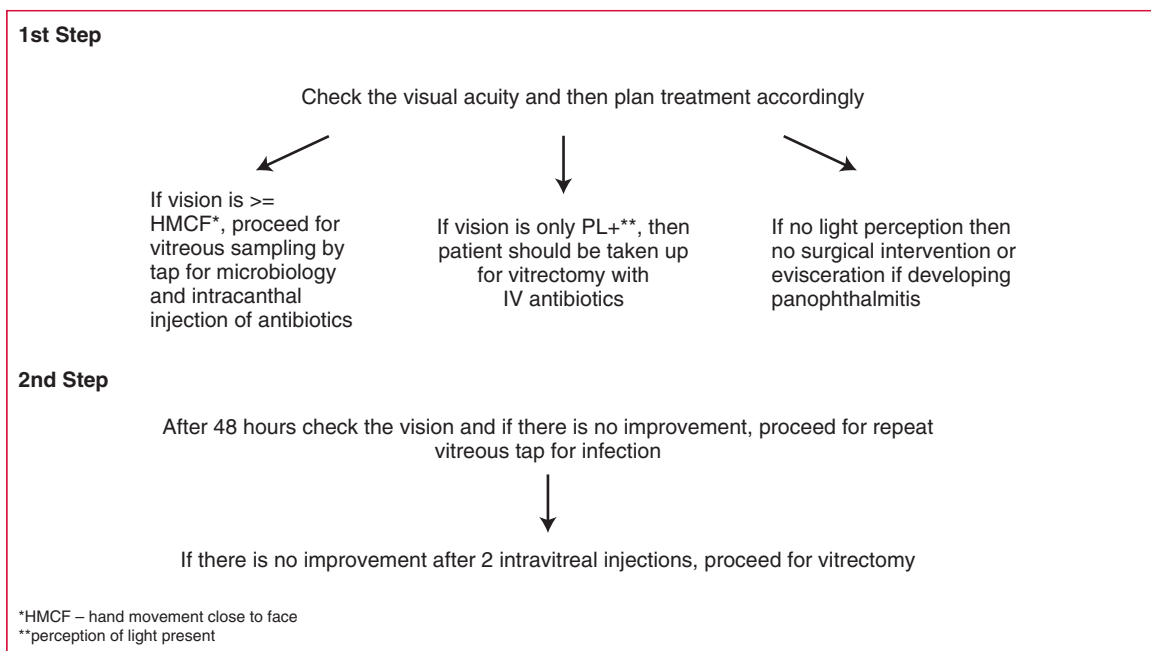 1st Step
Check the visual acuity and then plan treatment accordingly
If vision is >=
HMCF*, proceed for
vitreous sampling by
tap for microbiology
and intracanthal
injection of antibiotics
If vision is only PL+**, then
patient should be taken up
for vitrectomy with
IV antibiotics
If no light perception then
no surgical intervention or
evisceration if developing
panophthalmitis
2nd Step
After 48 hours check the vision and if there is no improvement, proceed for repeat
vitreous tap for infection
If there is no improvement after 2 intravitreal injections, proceed for vitrectomy
*HMCF – hand movement close to face
**perception of light present